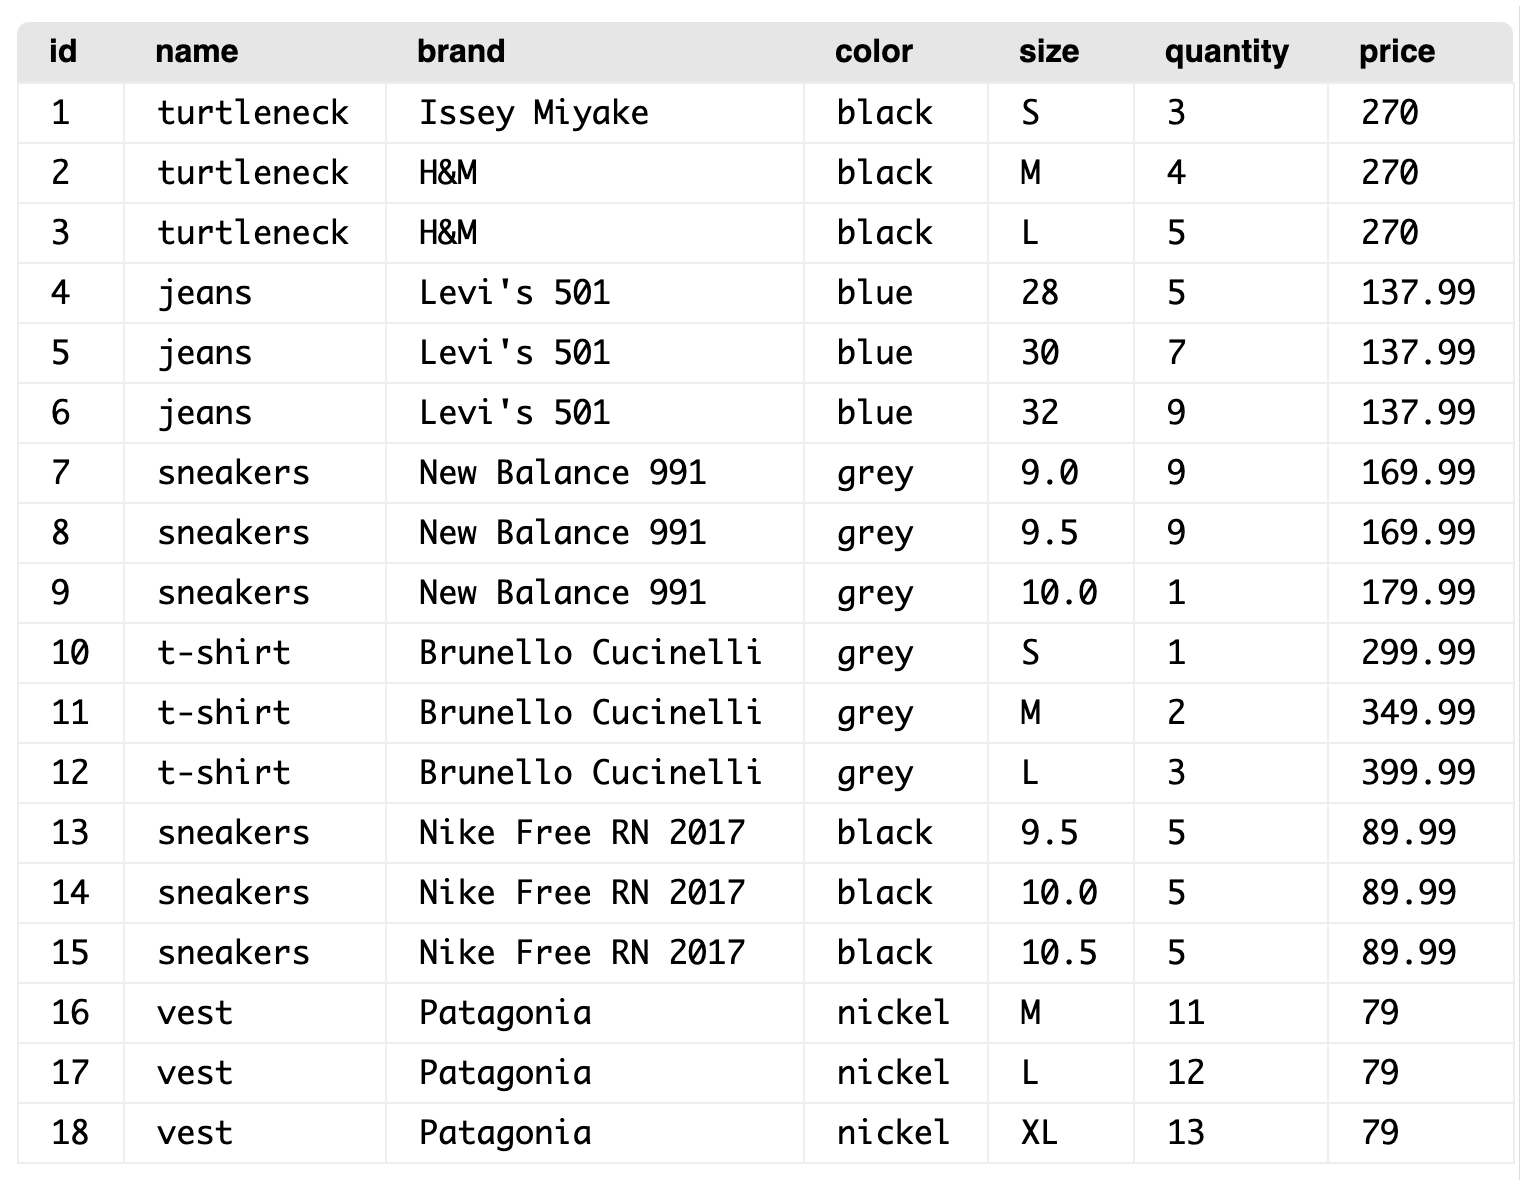 id name brand color size quantity price
1 turtleneck Issey Miyake black S 3 270
2 turtleneck H&M black M 4 270
3 turtleneck H&M black L 5 270
4 jeans Levi's 501 blue 28 5 137.99
5 jeans Levi's 501 blue 30 7 137.99
6 jeans Levi's 501 blue 32 9 137.99
7 sneakers New Balance 991 grey 9.0 9 169.99
8 sneakers New Balance 991 grey 9.5 9 169.99
9 sneakers New Balance 991 grey 10.0 1 179.99
10 t-shirt Brunello Cucinelli grey S 1 299.99
11 t-shirt Brunello Cucinelli grey M 2 349.99
12 t-shirt Brunello Cucinelli grey L 3 399.99
13 sneakers Nike Free RN 2017 black 9.5 5 89.99
14 sneakers Nike Free RN 2017 black 10.0 5 89.99
15 sneakers Nike Free RN 2017 black 10.5 5 89.99
16 vest Patagonia nickel M 11 79
17 vest Patagonia nickel L 12 79
18 vest Patagonia nickel XL 13 79